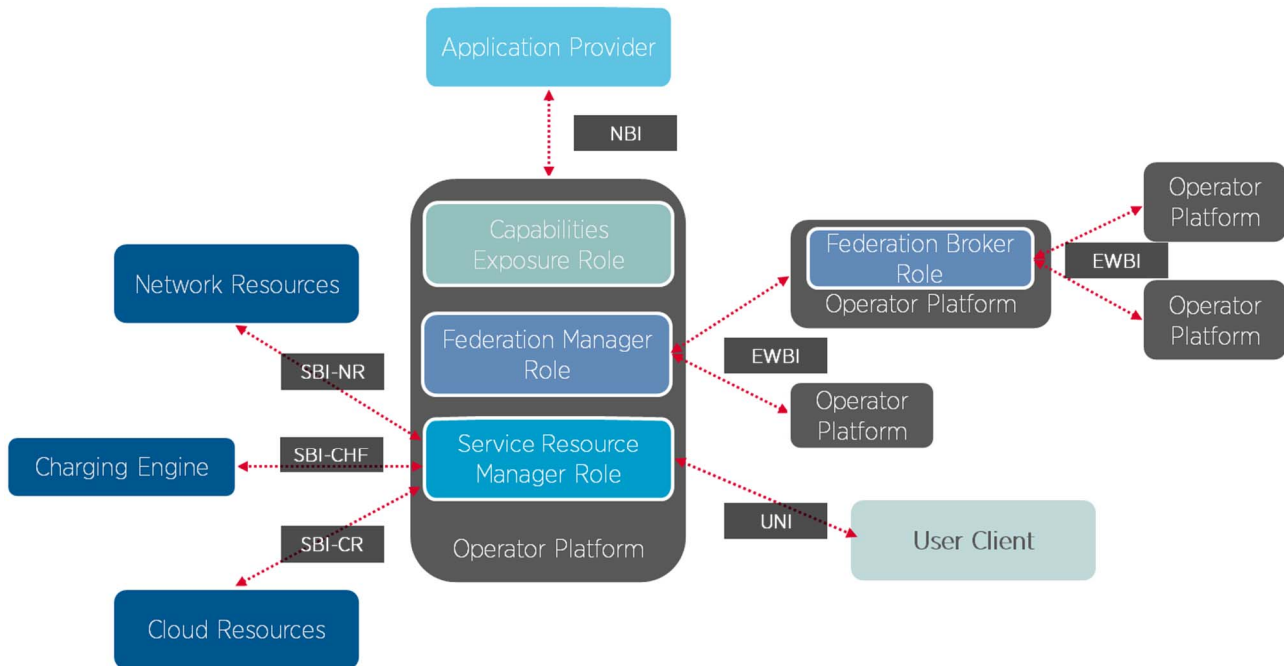 Application Provider
NBI
Capabilities
Exposure Role
Federation Manager
Role
Service Resource
Manager Role
Operator Platform
Network Resources
SBI-NR
Charging Engine
SBI-CHF
SBI-CR
Cloud Resources
Federation Broker
Role
Operator Platform
EWBI
Operator
Platform
EWBI
Operator
Platform
Operator
Platform
UNI
User Client